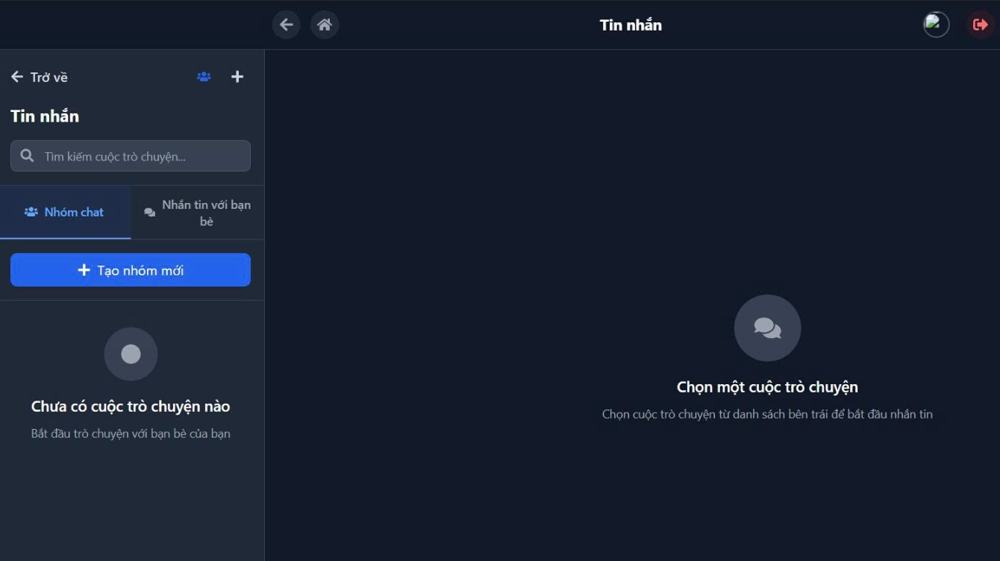 Tin nhắn
Trở về
Tin nhắn
Tìm kiếm cuộc trò chuyện...
Nhóm chat
Nhắn tin với bạn
bè
Tạo nhóm mới
Chưa có cuộc trò chuyện nào
Bắt đầu trò chuyện với bạn bè của bạn
Chọn một cuộc trò chuyện
Chọn cuộc trò chuyện từ danh sách bên trái để bắt đầu nhắn tin